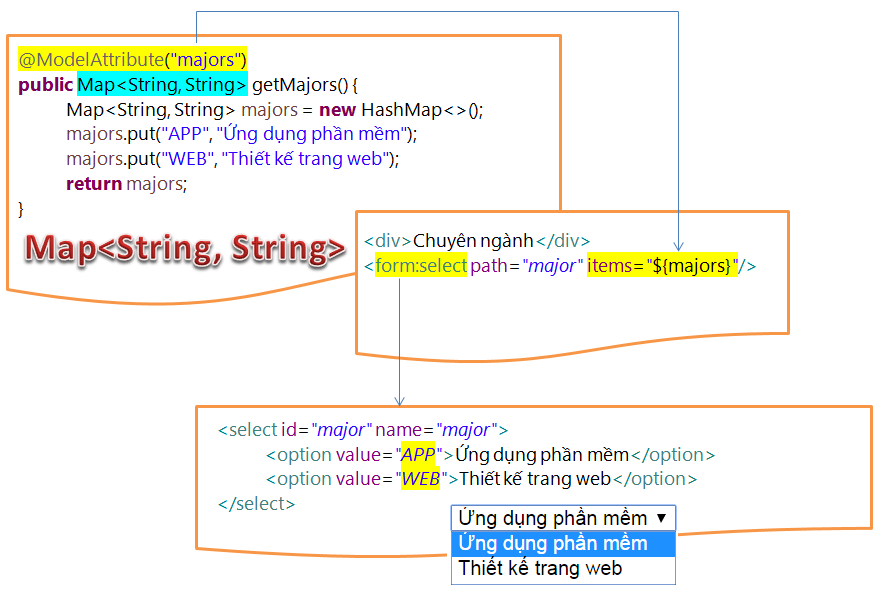 @ModelAttribute("majors")
public Map<String, String> getMajors() {
Map<String, String> majors = new HashMap<>();
majors.put("APP", "Ứng dụng phần mềm");
majors.put("WEB", "Thiết kế trang web");
return majors;
}
Map<String, String>
<div>Chuyên ngành</div>
<form:select path="major" items="${majors}"/>
<select id="major" name="major">
<option value="APP">Ứng dụng phần mềm</option>
<option value="WEB">Thiết kế trang web</option>
</select>
Ứng dụng phần mềm ▼
Ứng dụng phần mềm
Thiết kế trang web